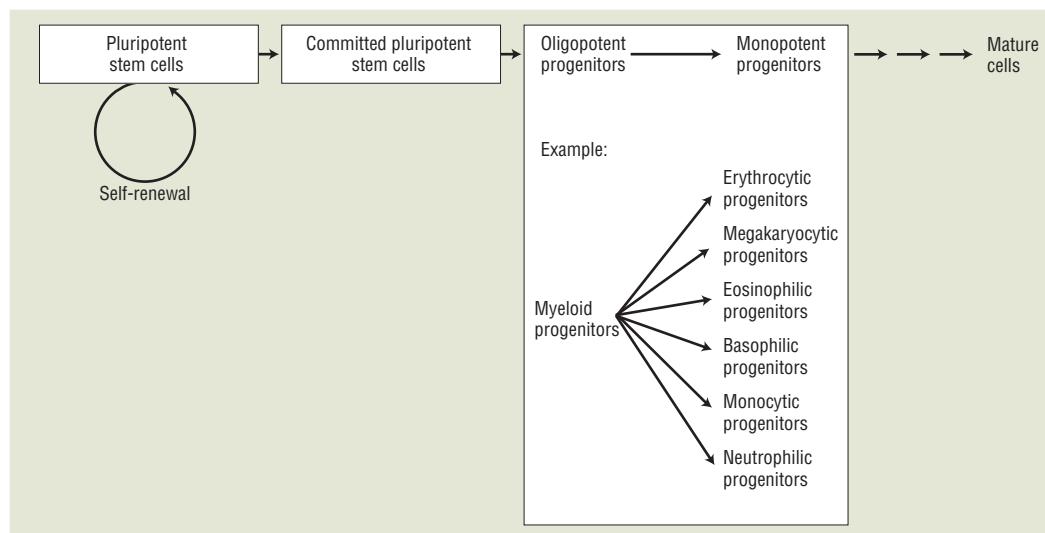 Pluripotent
stem cells
Committed pluripotent
stem cells
Oligopotent
progenitors
Monopotent
progenitors
Mature
cells
Self-renewal
Example:
Myeloid
progenitors
Erythrocytic
progenitors
Megakaryocytic
progenitors
Eosinophilic
progenitors
Basophilic
progenitors
Monocytic
progenitors
Neutrophilic
progenitors